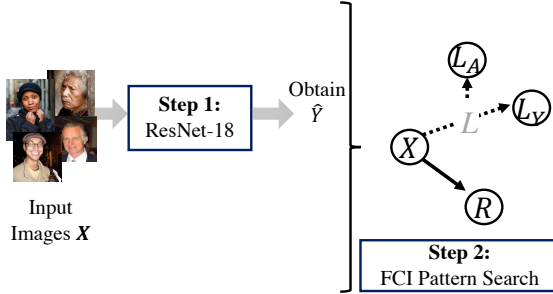 Input
Images X
Step 1:
ResNet-18
Obtain
Ŷ
L_A
L
L_Y
X
R
Step 2:
FCI Pattern Search